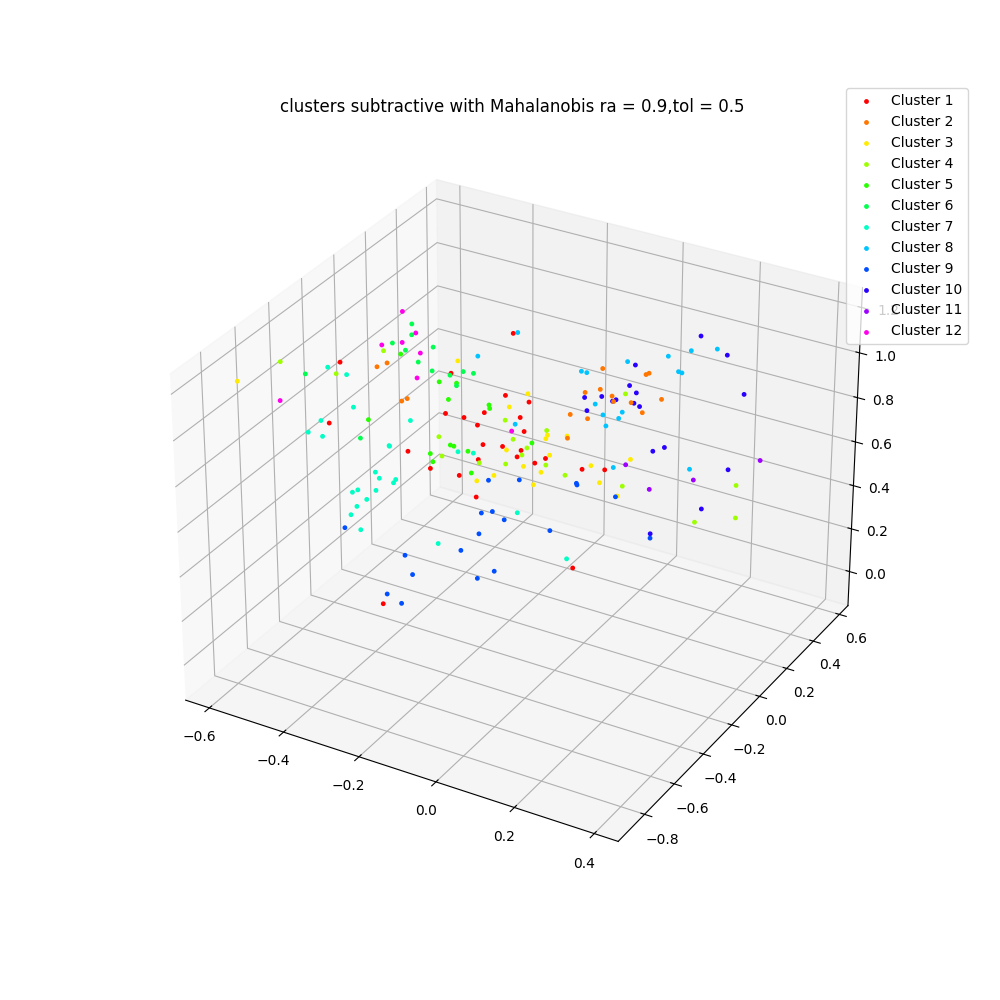 clusters subtractive with Mahalanobis ra = 0.9,tol = 0.5
Cluster 1
Cluster 2
Cluster 3
Cluster 4
Cluster 5
Cluster 6
Cluster 7
Cluster 8
Cluster 9
Cluster 10
Cluster 11
Cluster 12
1.0
0.8
0.6
0.4
0.2
0.0
0.6
0.4
0.2
0.0
−0.2
−0.4
−0.6
−0.8
−0.6
−0.4
−0.2
0.0
0.2
0.4